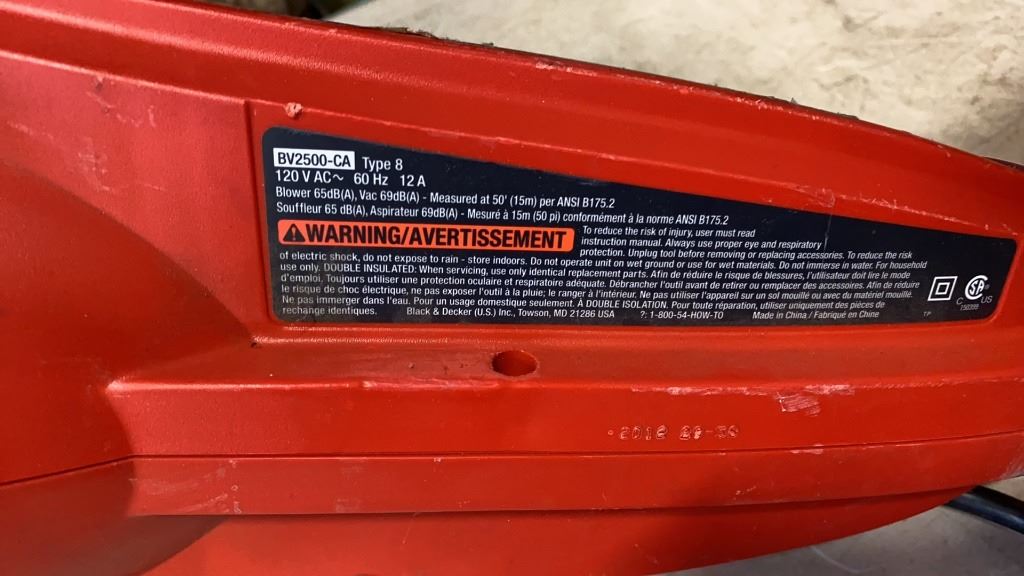 BV2500-CA Type 8
120 V AC~ 60 Hz 12 A
Blower 65dB(A), Vac 69dB(A) - Measured at 50' (15m) per ANSI B175.2
Souffleur 65 dB(A), Aspirateur 69dB(A) - Mesuré à 15m (50 pi) conformément à la norme ANSI B175.2
WARNING/AVERTISSEMENT
To reduce the risk of injury, user must read
instruction manual. Always use proper eye and respiratory
protection. Unplug tool before removing or replacing accessories. To reduce the risk
of electric shock, do not expose to rain - store indoors. Do not operate unit on wet ground or use for wet materials. Do not immerse in water. For household
use only. DOUBLE INSULATED: When servicing, use only identical replacement parts. Afin de réduire le risque de blessures, l'utilisateur doit lire le mode
d'emploi. Toujours utiliser une protection oculaire et respiratoire adéquate. Débrancher l'outil avant de retirer ou remplacer des accessoires. Afin de réduire
le risque de choc électrique, ne pas exposer l'outil à la pluie; le ranger à l'intérieur. Ne pas utiliser l'appareil sur un sol mouillé ou avec du matériel mouillé.
Ne pas immerger dans l'eau. Pour un usage domestique seulement. À DOUBLE ISOLATION. Pour toute réparation, utiliser uniquement des pièces de
rechange identiques. Black & Decker (U.S.) Inc., Towson, MD 21286 USA ?: 1-800-54-HOW-TO Made in China / Fabriqué en Chine
TP
C SA US